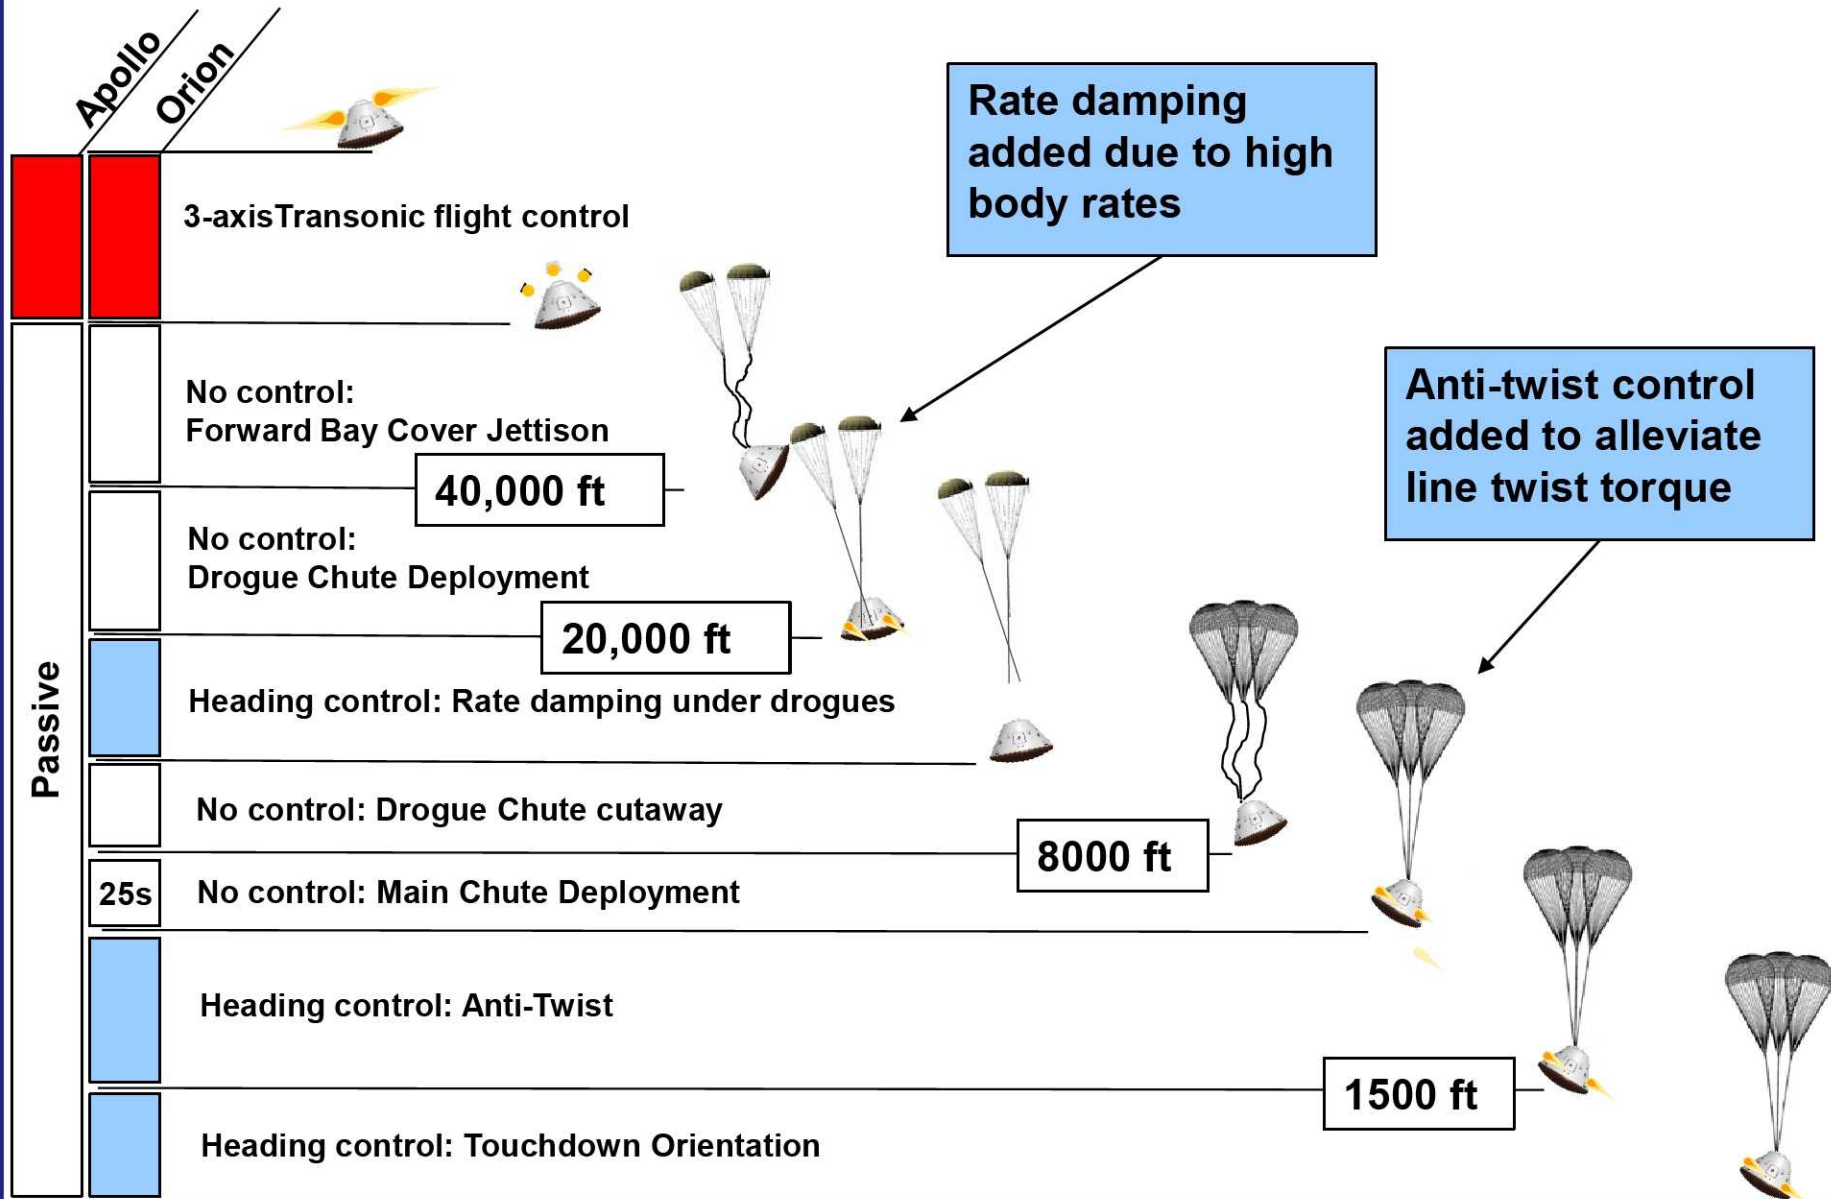 Apollo
Orion
Rate damping
added due to high
body rates
3-axisTransonic flight control
Anti-twist control
added to alleviate
line twist torque
No control:
Forward Bay Cover Jettison
40,000 ft
No control:
Drogue Chute Deployment
20,000 ft
Passive
Heading control: Rate damping under drogues
No control: Drogue Chute cutaway
8000 ft
25s
No control: Main Chute Deployment
Heading control: Anti-Twist
1500 ft
Heading control: Touchdown Orientation